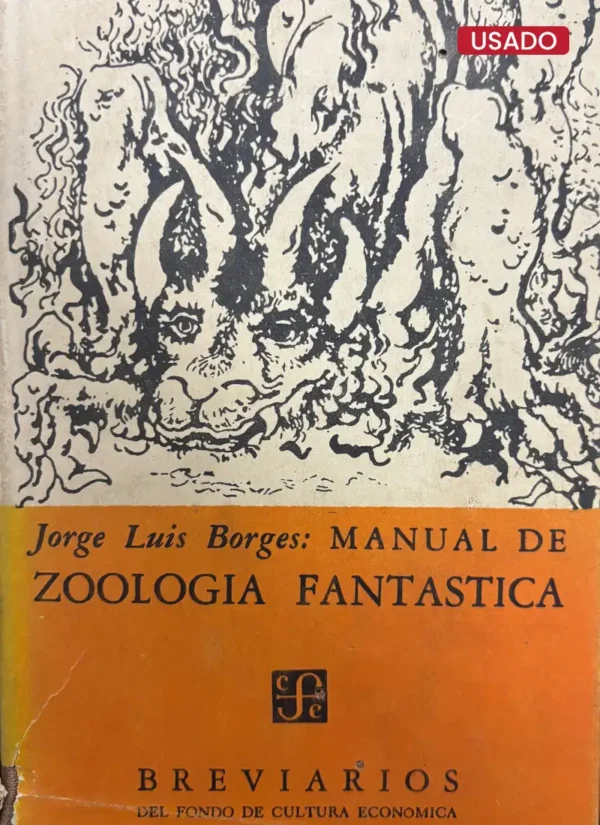 USADO
Jorge Luis Borges: MANUAL DE
ZOOLOGIA FANTASTICA
c f c e
BREVIARIOS
DEL FONDO DE CULTURA ECONOMICA